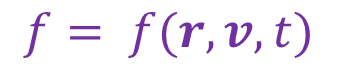 f = f(r, v, t)